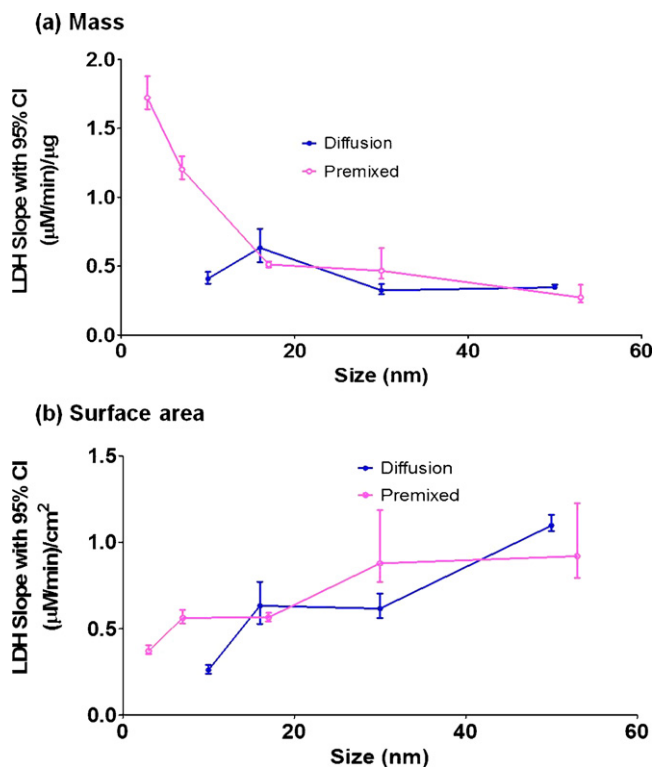 (a) Mass
LDH Slope with 95% CI
(μM/min)/μg
2.0
1.5
1.0
0.5
0.0
Diffusion
Premixed
0
20
40
60
Size (nm)
(b) Surface area
LDH Slope with 95% CI
(μM/min)/cm²
1.5
1.0
0.5
0.0
Diffusion
Premixed
0
20
40
60
Size (nm)